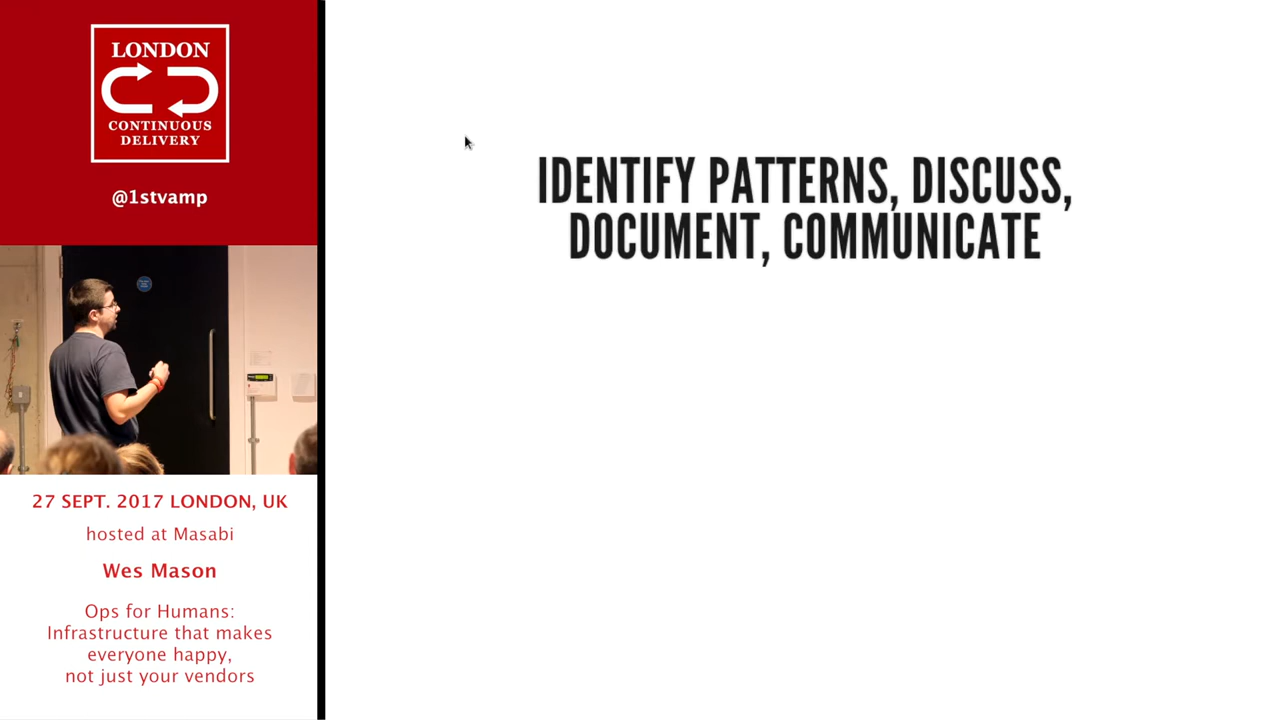 LONDON
CONTINUOUS
DELIVERY
@1stvamp
27 SEPT. 2017 LONDON, UK
hosted at Masabi
Wes Mason
Ops for Humans:
Infrastructure that makes
everyone happy,
not just your vendors
IDENTIFY PATTERNS, DISCUSS,
DOCUMENT, COMMUNICATE